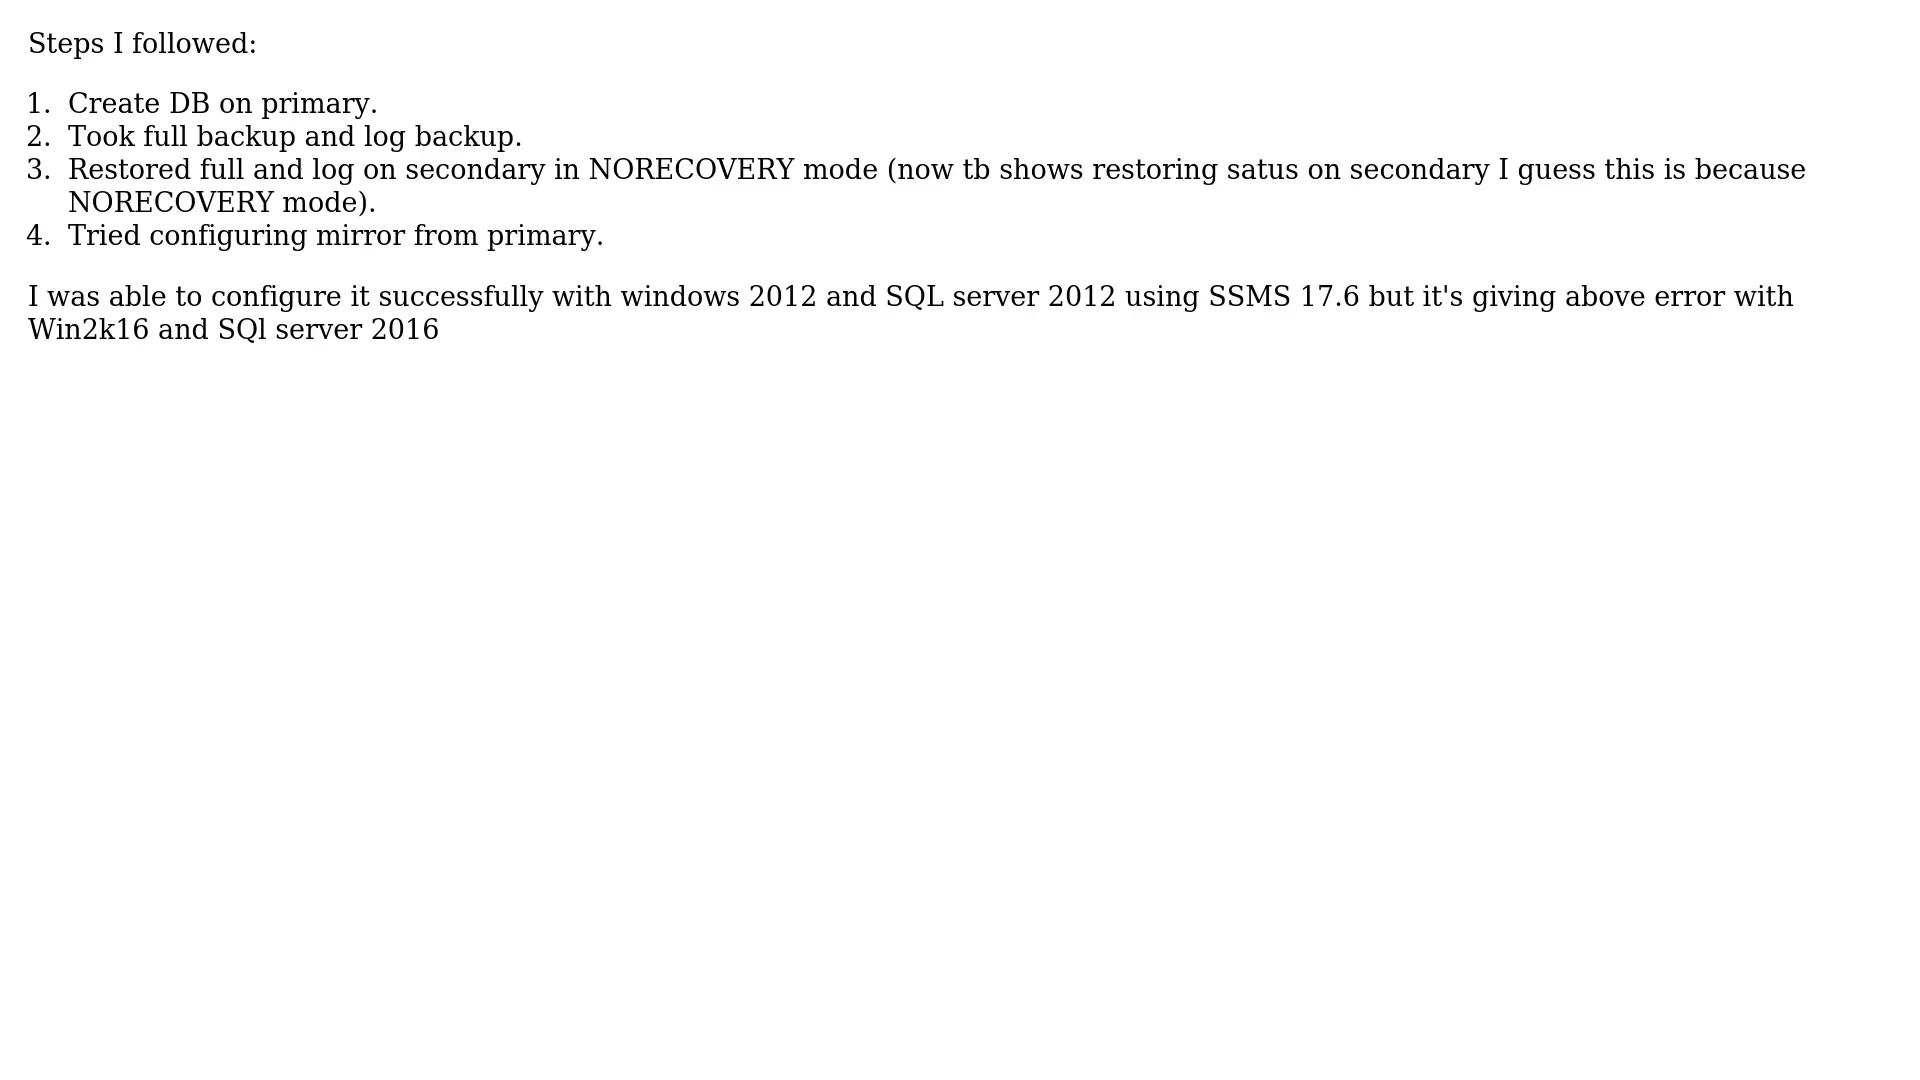 Steps I followed:
1. Create DB on primary.
2. Took full backup and log backup.
3. Restored full and log on secondary in NORECOVERY mode (now tb shows restoring satus on secondary I guess this is because
NORECOVERY mode).
4. Tried configuring mirror from primary.
I was able to configure it successfully with windows 2012 and SQL server 2012 using SSMS 17.6 but it's giving above error with
Win2k16 and SQl server 2016